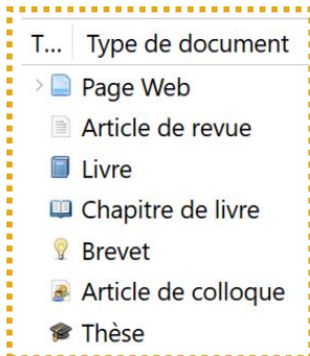 T... Type de document
Page Web
Article de revue
Livre
Chapitre de livre
Brevet
Article de colloque
Thèse